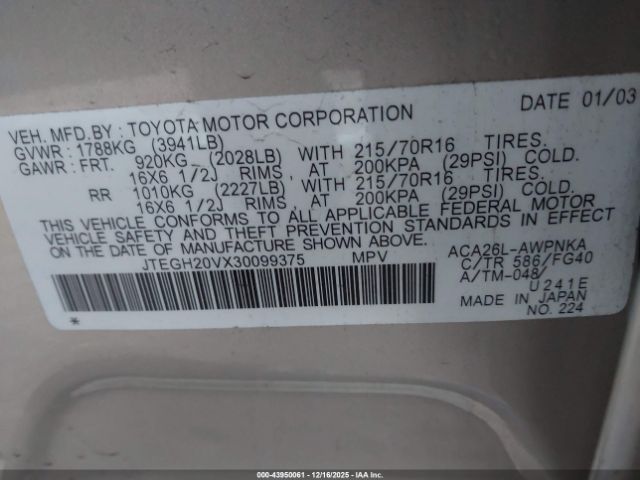 DATE 01/03
VEH. MFD.BY : TOYOTA MOTOR CORPORATION
GVWR : 1788KG (3941LB)
GAWR : FRT. 920KG (2028LB) WITH 215/70R16 TIRES.
16X6 1/2J RIMS, AT 200KPA (29PSI) COLD.
RR 1010KG (2227LB) WITH 215/70R16 TIRES.
16X6 1/2J RIMS, AT 200KPA (29PSI) COLD.
THIS VEHICLE CONFORMS TO ALL APPLICABLE FEDERAL MOTOR
VEHICLE SAFETY AND THEFT PREVENTION STANDARDS IN EFFECT
ON THE DATE OF MANUFACTURE SHOWN ABOVE.
JTEGH20VX30099375 MPV
ACA26L-AWPNKA
C/TR 586/FG40
A/TM-048/
U241E
MADE IN JAPAN
NO. 224
*
000-43950061 - 12/16/2025 - IAAI.com